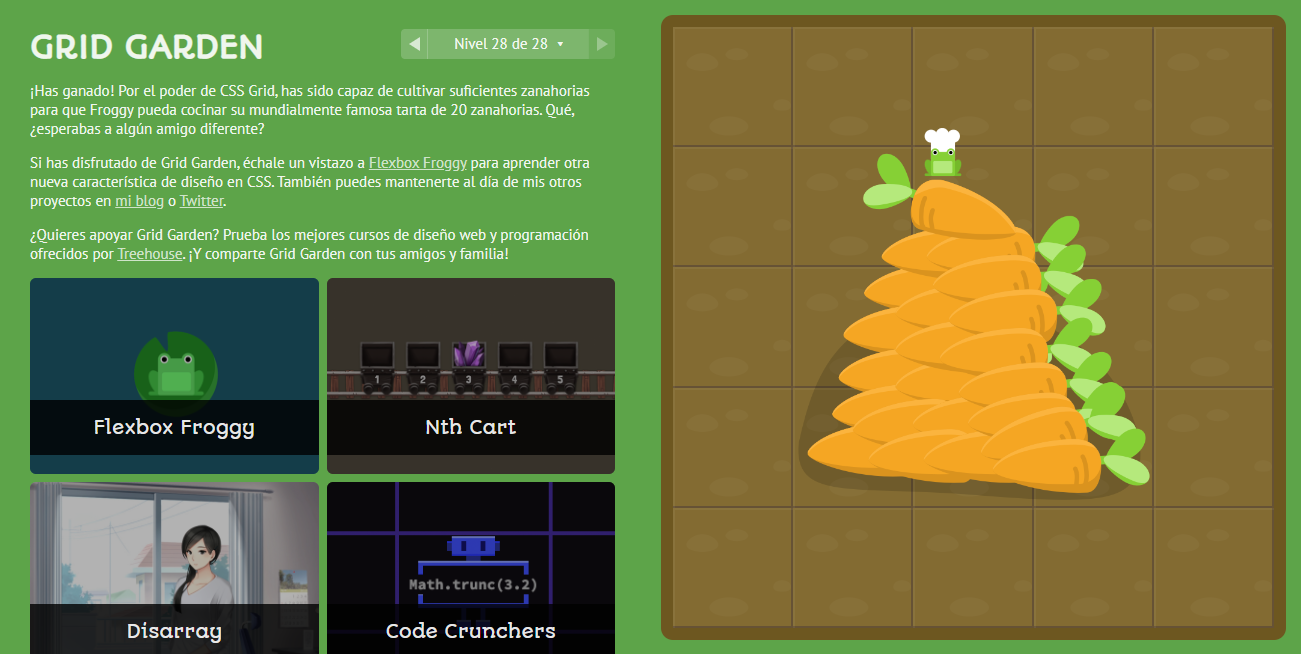 GRID GARDEN
Nivel 28 de 28
¡Has ganado! Por el poder de CSS Grid, has sido capaz de cultivar suficientes zanahorias
para que Froggy pueda cocinar su mundialmente famosa tarta de 20 zanahorias. Qué,
¿esperabas a algún amigo diferente?
Si has disfrutado de Grid Garden, échale un vistazo a Flexbox Froggy para aprender otra
nueva característica de diseño en CSS. También puedes mantenerte al día de mis otros
proyectos en mi blog o Twitter.
¿Quieres apoyar Grid Garden? Prueba los mejores cursos de diseño web y programación
ofrecidos por Treehouse. ¡Y comparte Grid Garden con tus amigos y familia!
Flexbox Froggy
1 2 3 4 5
Nth Cart
Disarray
Math.trunc(3.2)
Code Crunchers